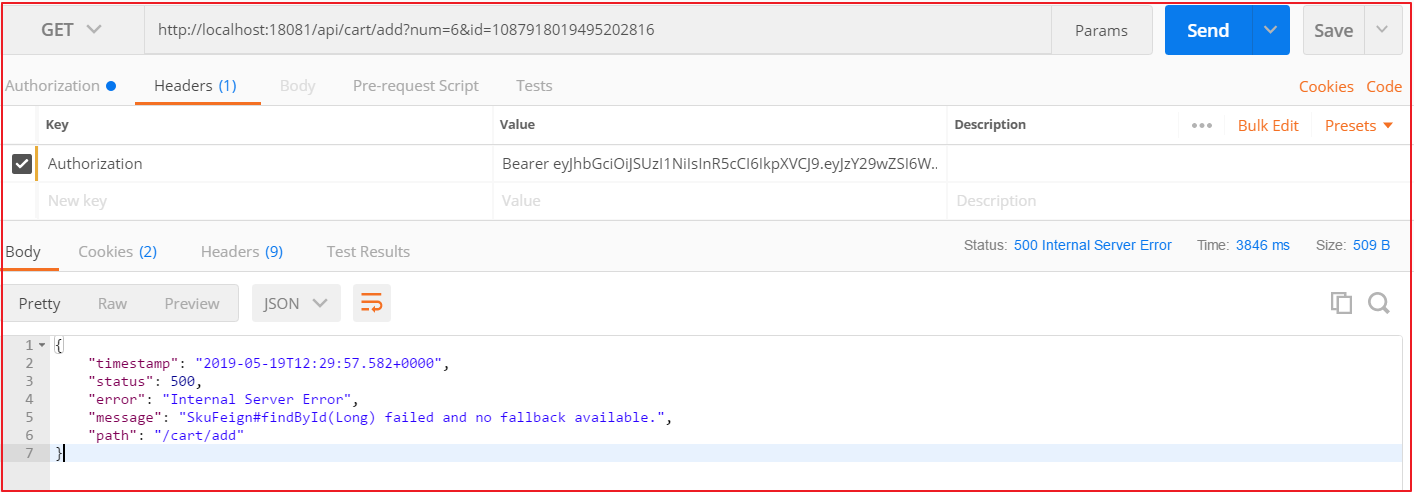 GET http://localhost:18081/api/cart/add?num=6&id=1087918019495202816 Params Send Save
Authorization Headers (1) Body Pre-request Script Tests Cookies Code
Key Value Description ••• Bulk Edit Presets
Authorization Bearer eyJhbGciOiJSUzI1NiIsInR5cCI6IkpXVCJ9.eyJzY29wZSI6W..
New key Value Description
Body Cookies (2) Headers (9) Test Results Status: 500 Internal Server Error Time: 3846 ms Size: 509 B
Pretty Raw Preview JSON
1 {
2 "timestamp": "2019-05-19T12:29:57.582+0000",
3 "status": 500,
4 "error": "Internal Server Error",
5 "message": "SkuFeign#findById(Long) failed and no fallback available.",
6 "path": "/cart/add"
7 }